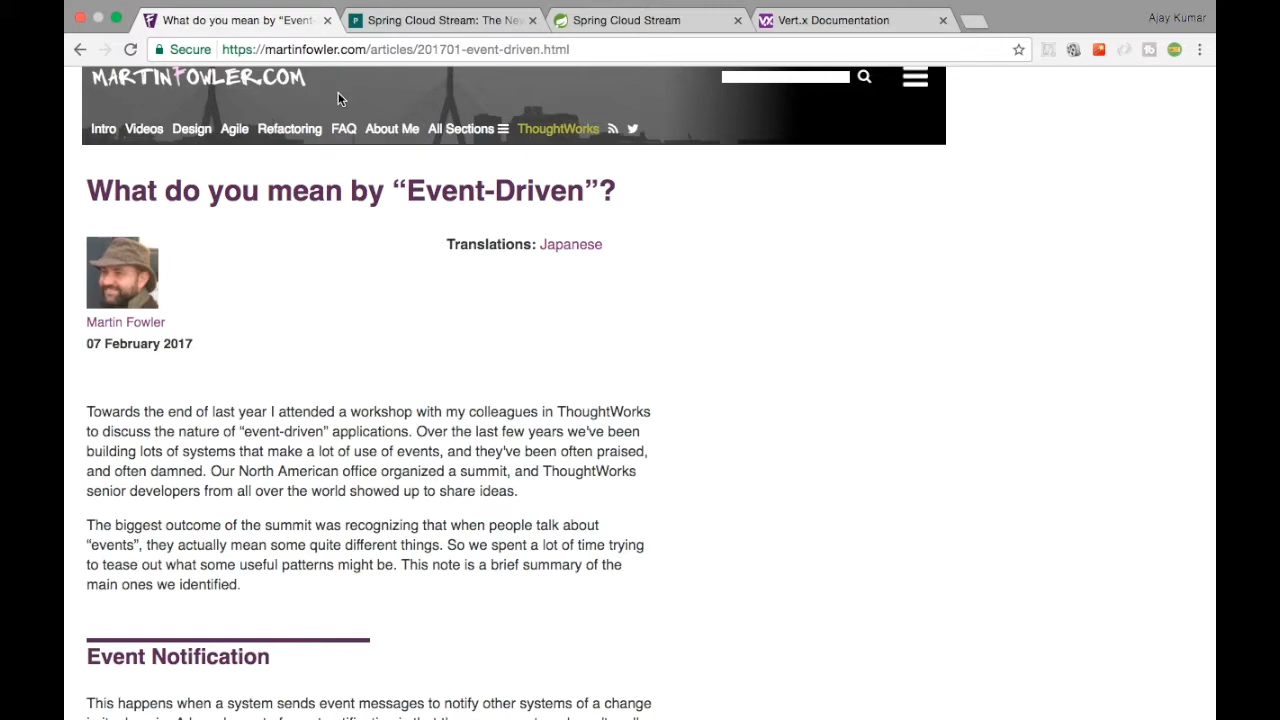 What do you mean by “Event-
Spring Cloud Stream: The Nev
Spring Cloud Stream
Vert.x Documentation
Ajay Kumar
Secure
https://martinfowler.com/articles/201701-event-driven.html
MARTINFOWLER.COM
Intro Videos Design Agile Refactoring FAQ About Me All Sections ThoughtWorks
What do you mean by “Event-Driven”?
Translations: Japanese
Martin Fowler
07 February 2017
Towards the end of last year I attended a workshop with my colleagues in ThoughtWorks
to discuss the nature of “event-driven” applications. Over the last few years we've been
building lots of systems that make a lot of use of events, and they've been often praised,
and often damned. Our North American office organized a summit, and ThoughtWorks
senior developers from all over the world showed up to share ideas.
The biggest outcome of the summit was recognizing that when people talk about
“events”, they actually mean some quite different things. So we spent a lot of time trying
to tease out what some useful patterns might be. This note is a brief summary of the
main ones we identified.
Event Notification
This happens when a system sends event messages to notify other systems of a change